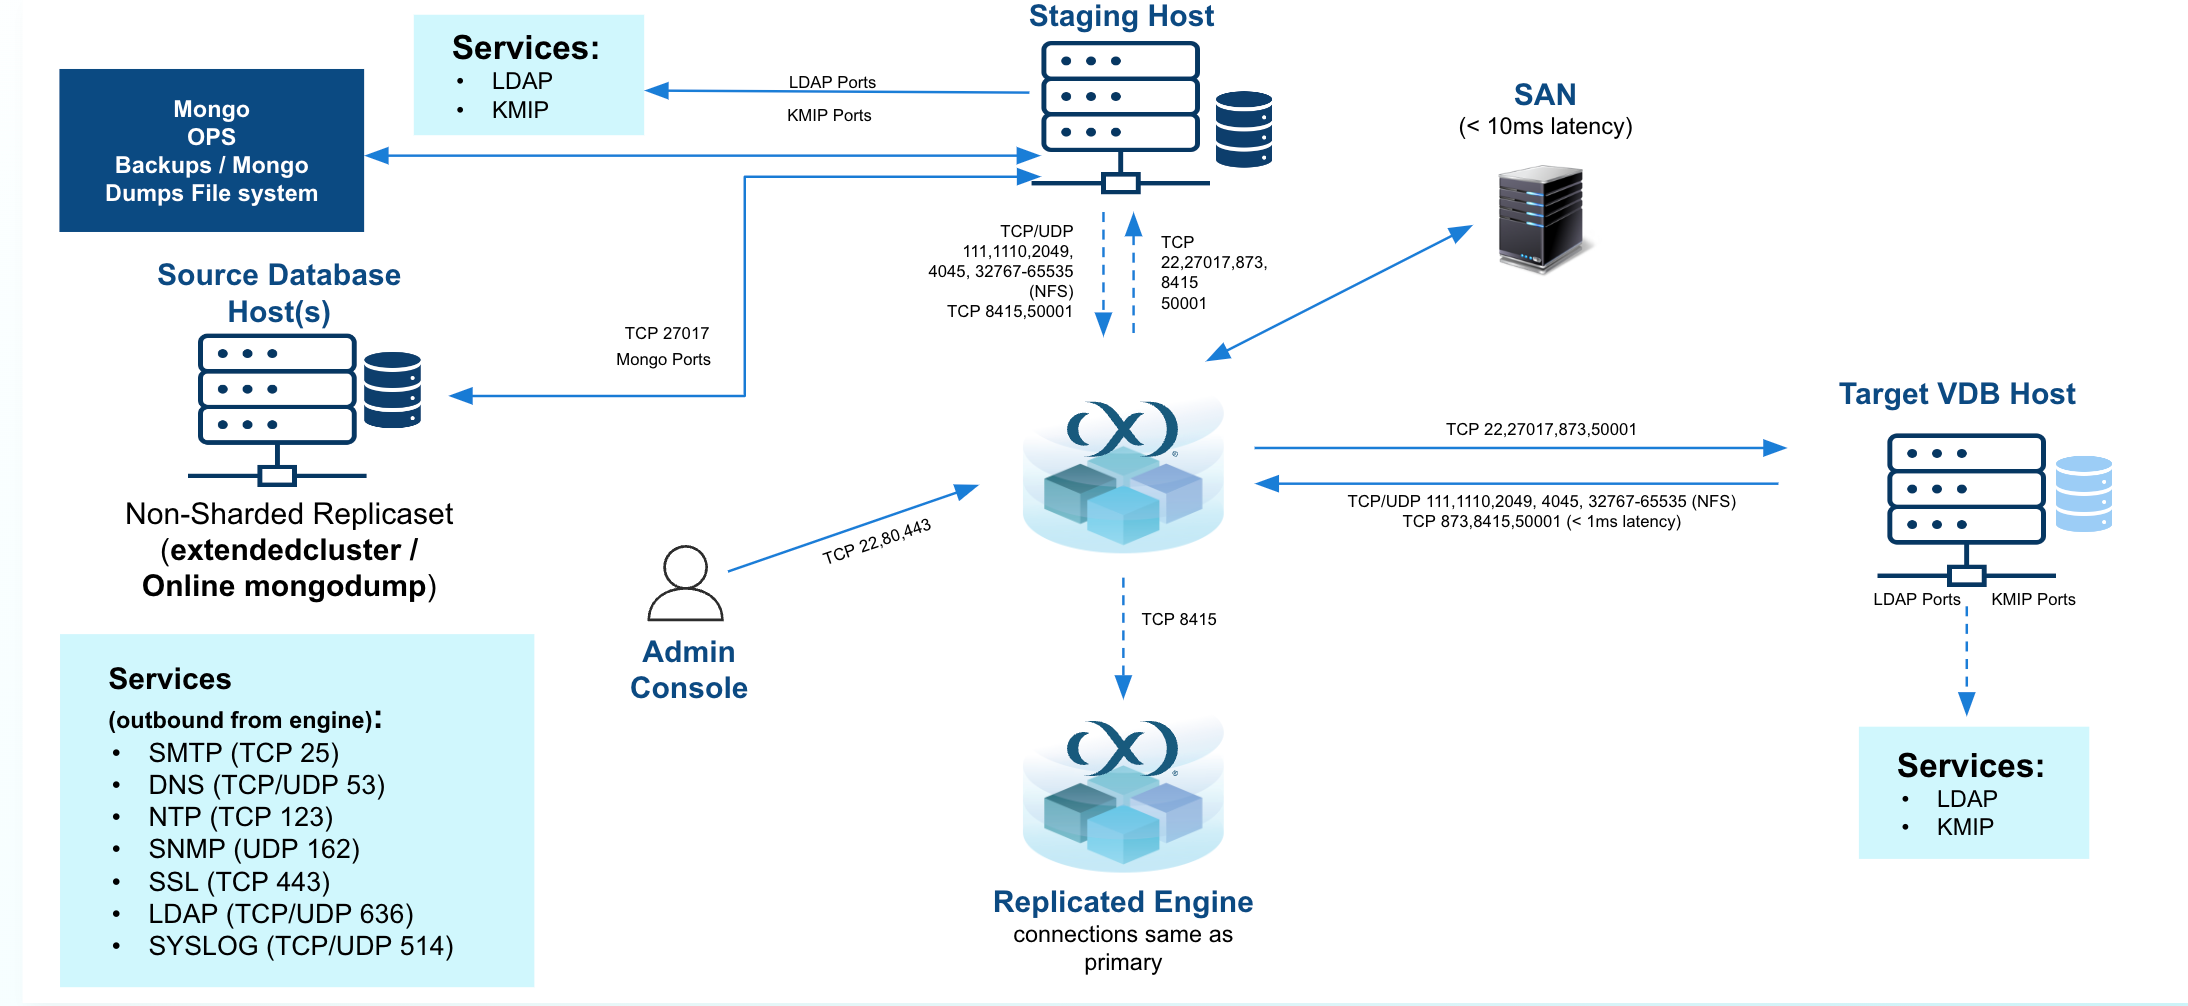 Staging Host
Services:
• LDAP
• KMIP
LDAP Ports
KMIP Ports
Mongo
OPS
Backups / Mongo
Dumps File system
SAN
(< 10ms latency)
TCP/UDP
111,1110,2049,
4045, 32767-65535
(NFS)
TCP 8415,50001
TCP
22,27017,873,
8415
50001
Source Database
Host(s)
TCP 27017
Mongo Ports
Non-Sharded Replicaset
(extendedcluster /
Online mongodump)
Target VDB Host
TCP 22,27017,873,50001
TCP/UDP 111,1110,2049, 4045, 32767-65535 (NFS)
TCP 873,8415,50001 (< 1ms latency)
LDAP Ports
KMIP Ports
TCP 22,80,443
Admin
Console
®
TCP 8415
Services
(outbound from engine):
• SMTP (TCP 25)
• DNS (TCP/UDP 53)
• NTP (TCP 123)
• SNMP (UDP 162)
• SSL (TCP 443)
• LDAP (TCP/UDP 636)
• SYSLOG (TCP/UDP 514)
®
Replicated Engine
connections same as
primary
Services:
• LDAP
• KMIP